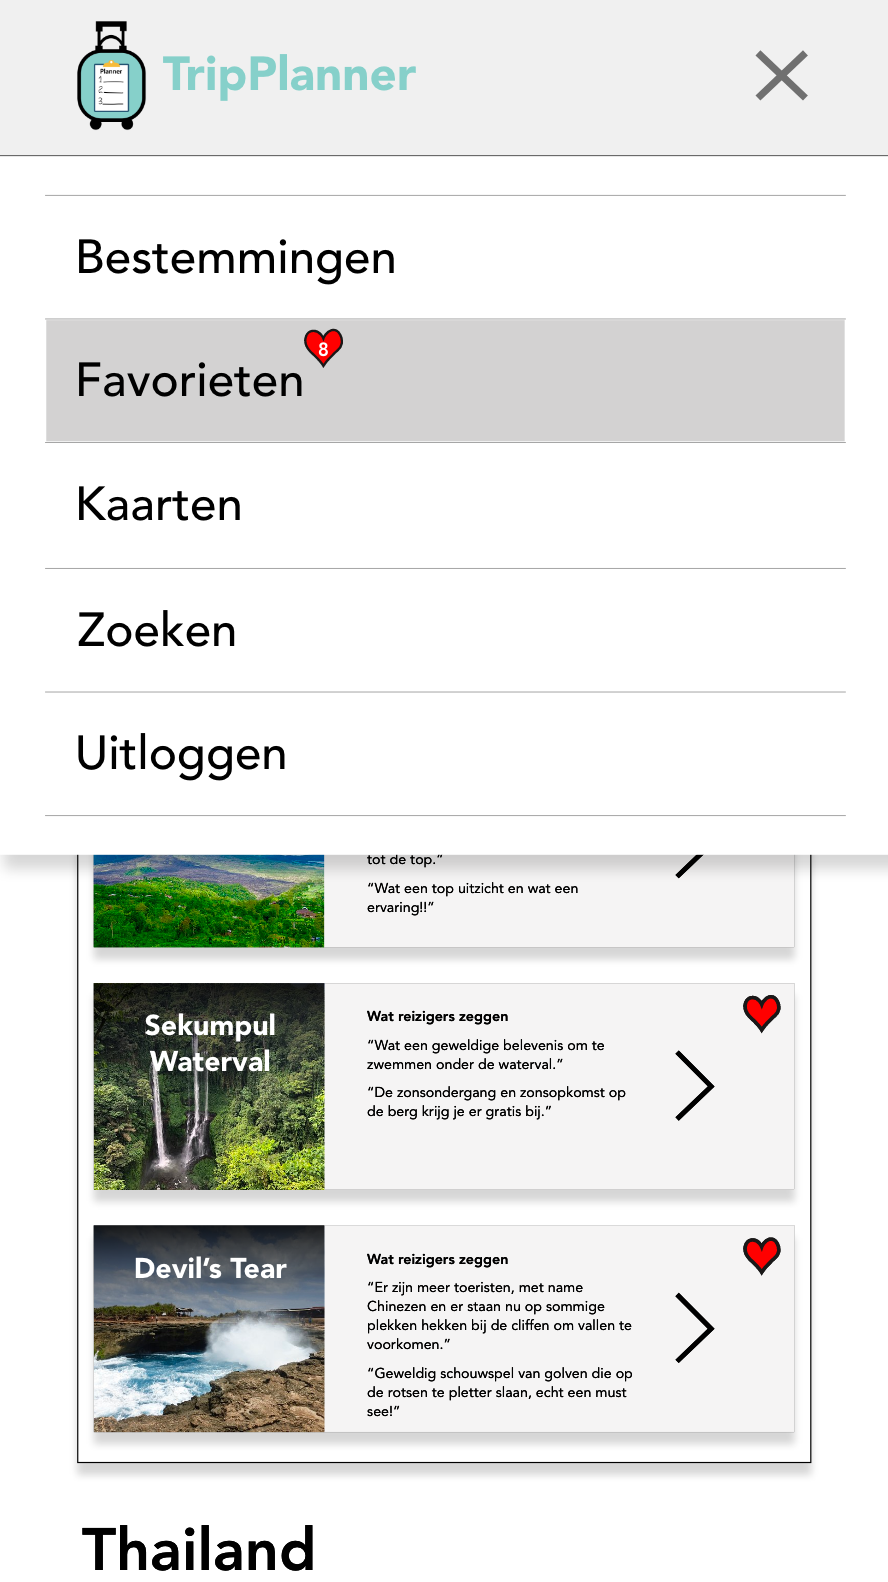 Planner
1.
2.
3.
TripPlanner
Bestemmingen
Favorieten
8
Kaarten
Zoeken
Uitloggen
tot de top.”
“Wat een top uitzicht en wat een
ervaring!!”
Sekumpul
Waterval
Wat reizigers zeggen
“Wat een geweldige belevenis om te
zwemmen onder de waterval.”
“De zonsondergang en zonsopkomst op
de berg krijg je er gratis bij.”
Devil’s Tear
Wat reizigers zeggen
“Er zijn meer toeristen, met name
Chinezen en er staan nu op sommige
plekken hekken bij de cliffen om vallen te
voorkomen.”
“Geweldig schouwspel van golven die op
de rotsen te pletter slaan, echt een must
see!”
Thailand